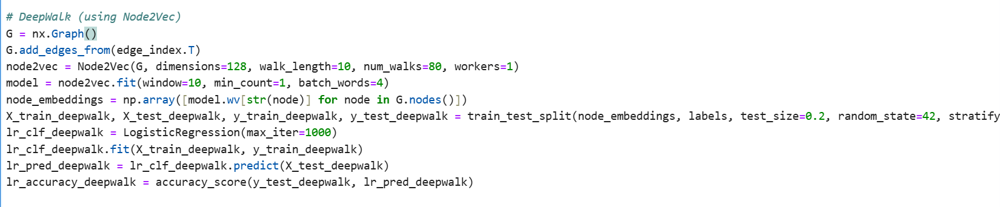 # DeepWalk (using Node2Vec)
G = nx.Graph()
G.add_edges_from(edge_index.T)
node2vec = Node2Vec(G, dimensions=128, walk_length=10, num_walks=80, workers=1)
model = node2vec.fit(window=10, min_count=1, batch_words=4)
node_embeddings = np.array([model.wv[str(node)] for node in G.nodes()])
X_train_deepwalk, X_test_deepwalk, y_train_deepwalk, y_test_deepwalk = train_test_split(node_embeddings, labels, test_size=0.2, random_state=42, stratify
lr_clf_deepwalk = LogisticRegression(max_iter=1000)
lr_clf_deepwalk.fit(X_train_deepwalk, y_train_deepwalk)
lr_pred_deepwalk = lr_clf_deepwalk.predict(X_test_deepwalk)
lr_accuracy_deepwalk = accuracy_score(y_test_deepwalk, lr_pred_deepwalk)